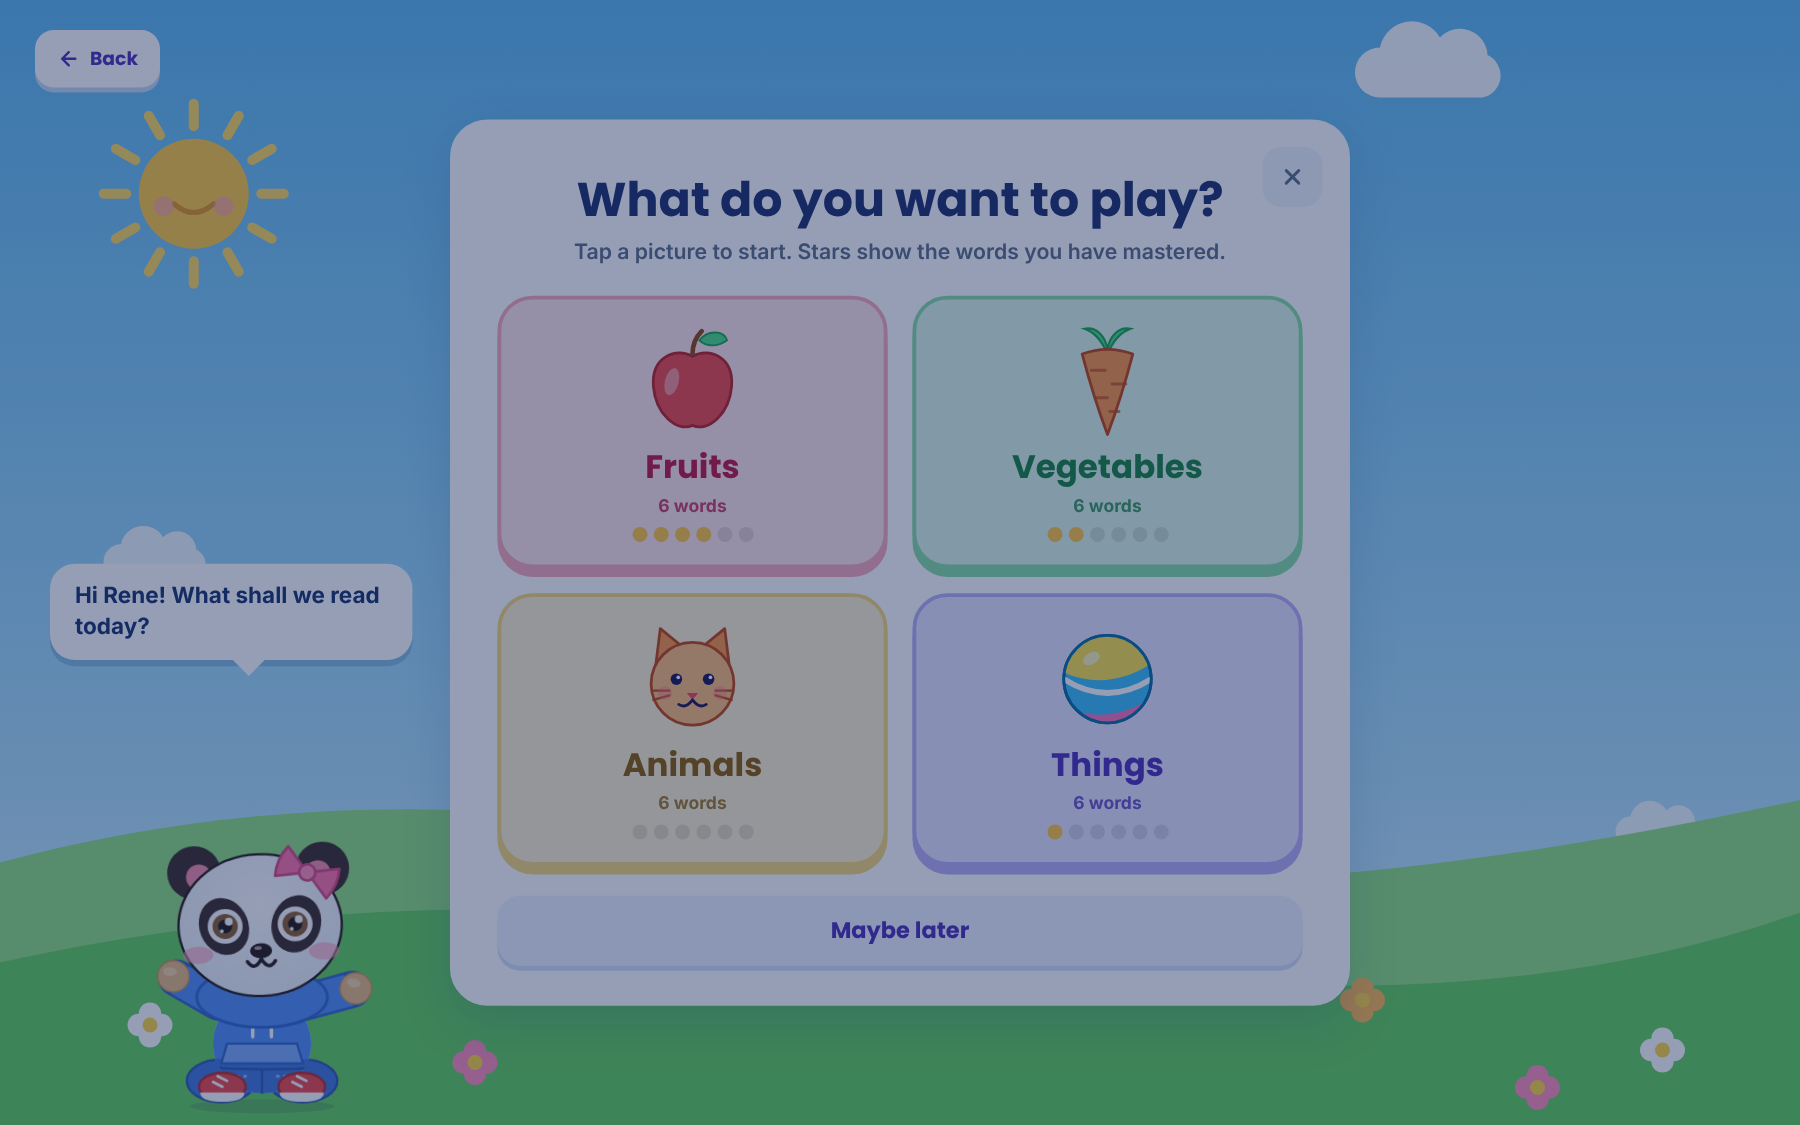 Back
What do you want to play?
Tap a picture to start. Stars show the words you have mastered.
Fruits
6 words
Vegetables
6 words
Hi Rene! What shall we read
today?
Animals
6 words
Things
6 words
Maybe later